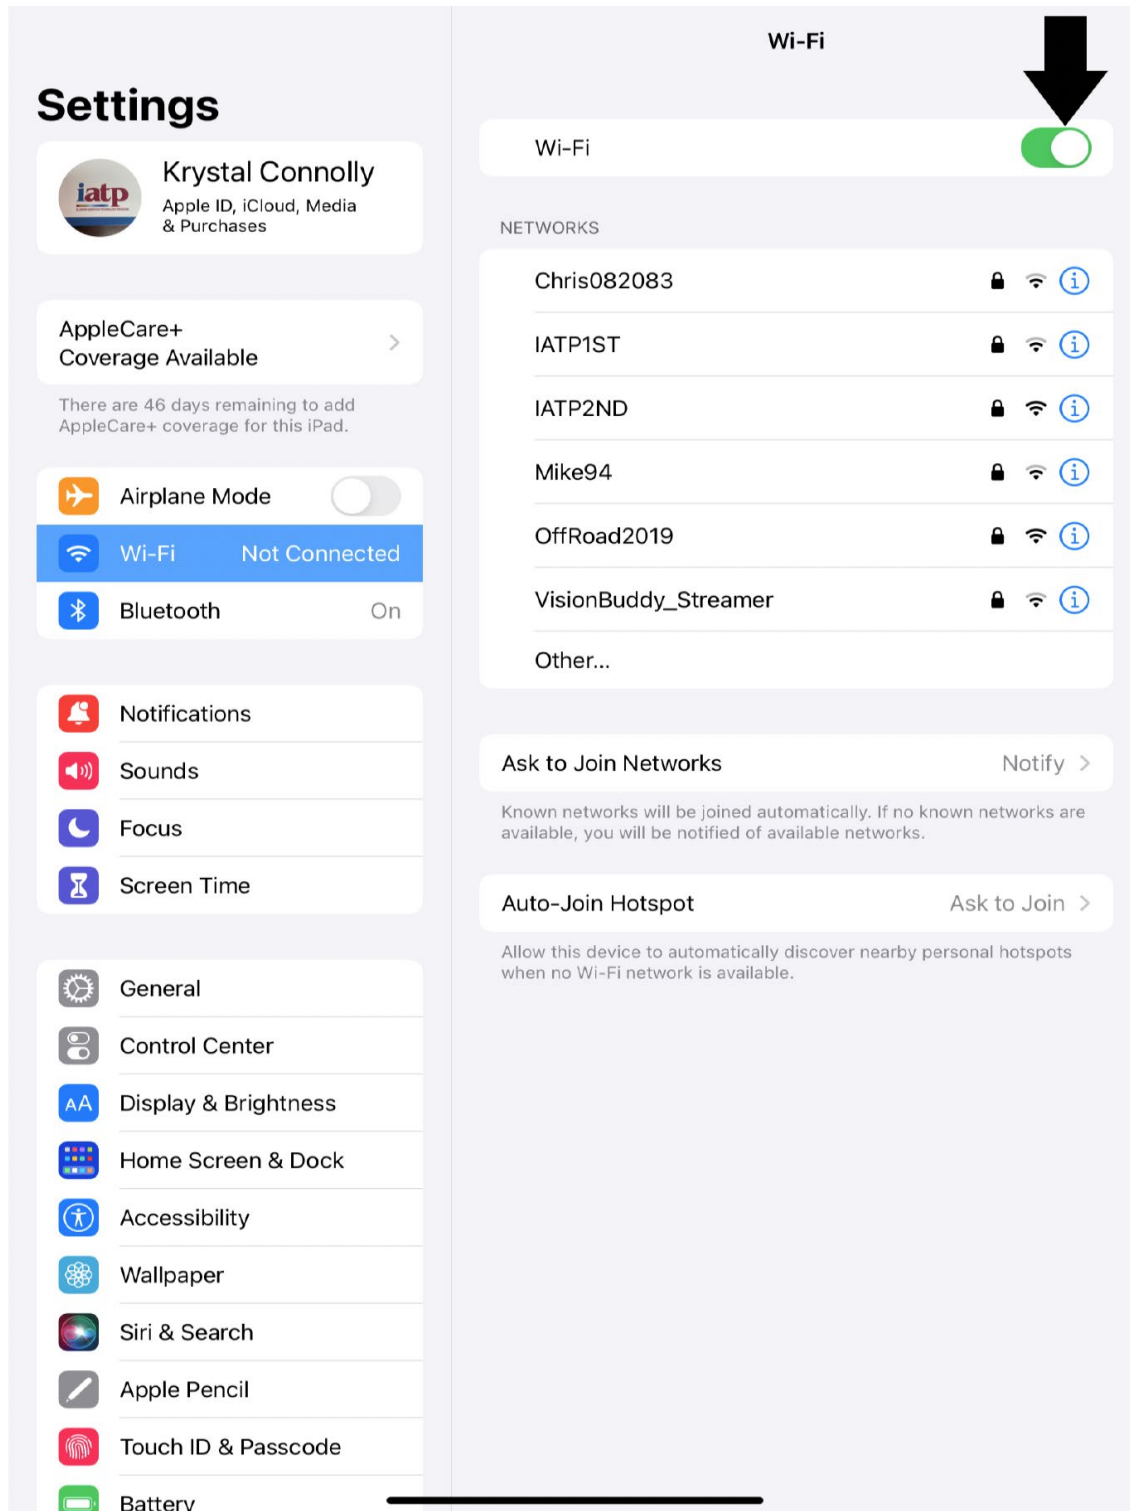 Settings
iatp
Krystal Connolly
Apple ID, iCloud, Media
& Purchases
AppleCare+
Coverage Available
There are 46 days remaining to add
AppleCare+ coverage for this iPad.
Airplane Mode
Wi-Fi Not Connected
Bluetooth On
Notifications
Sounds
Focus
Screen Time
General
Control Center
AA Display & Brightness
Home Screen & Dock
Accessibility
Wallpaper
Siri & Search
Apple Pencil
Touch ID & Passcode
Battery
Wi-Fi
Wi-Fi
NETWORKS
Chris082083
IATP1ST
IATP2ND
Mike94
OffRoad2019
VisionBuddy_Streamer
Other...
Ask to Join Networks Notify
Known networks will be joined automatically. If no known networks are
available, you will be notified of available networks.
Auto-Join Hotspot Ask to Join
Allow this device to automatically discover nearby personal hotspots
when no Wi-Fi network is available.